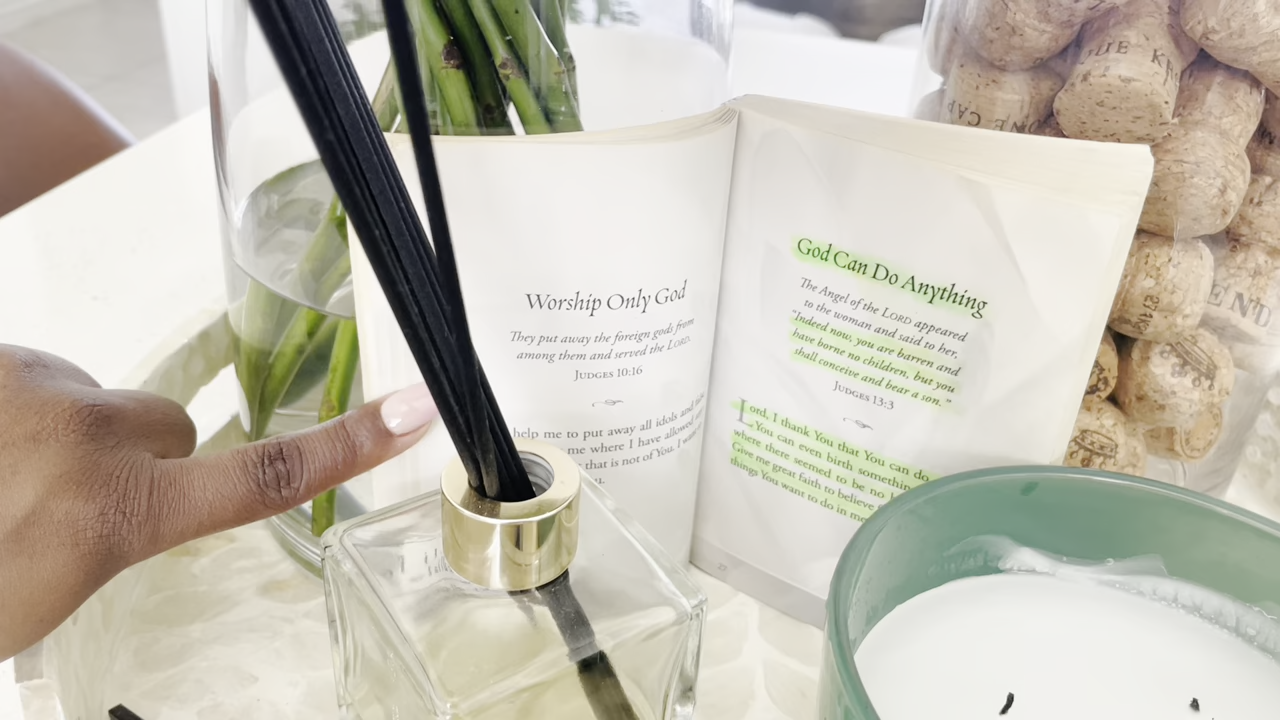 Worship Only God
They put away the foreign gods from
among them and served the LORD.
JUDGES 10:16
help me to put away all idols and
me where I have allowed
that is not of You. I want
u.
God Can Do Anything
The Angel of the LORD appeared
to the woman and said to her,
"Indeed now, you are barren and
have borne no children, but you
shall conceive and bear a son."
JUDGES 13:3
Lord, I thank You that You can do
You can even birth something
where there seemed to be no
Give me great faith to believe
things You want to do in me
25
END